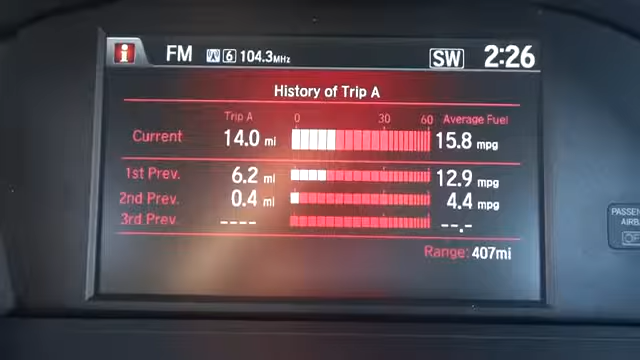 i FM 6 104.3MHz SW 2:26
History of Trip A
Trip A 0 30 60 Average Fuel
Current 14.0 mi 15.8 mpg
1st Prev. 6.2 mi 12.9 mpg
2nd Prev. 0.4 mi 4.4 mpg
3rd Prev. ---- --.-
Range: 407mi
PASSEN
AIRBA
OF